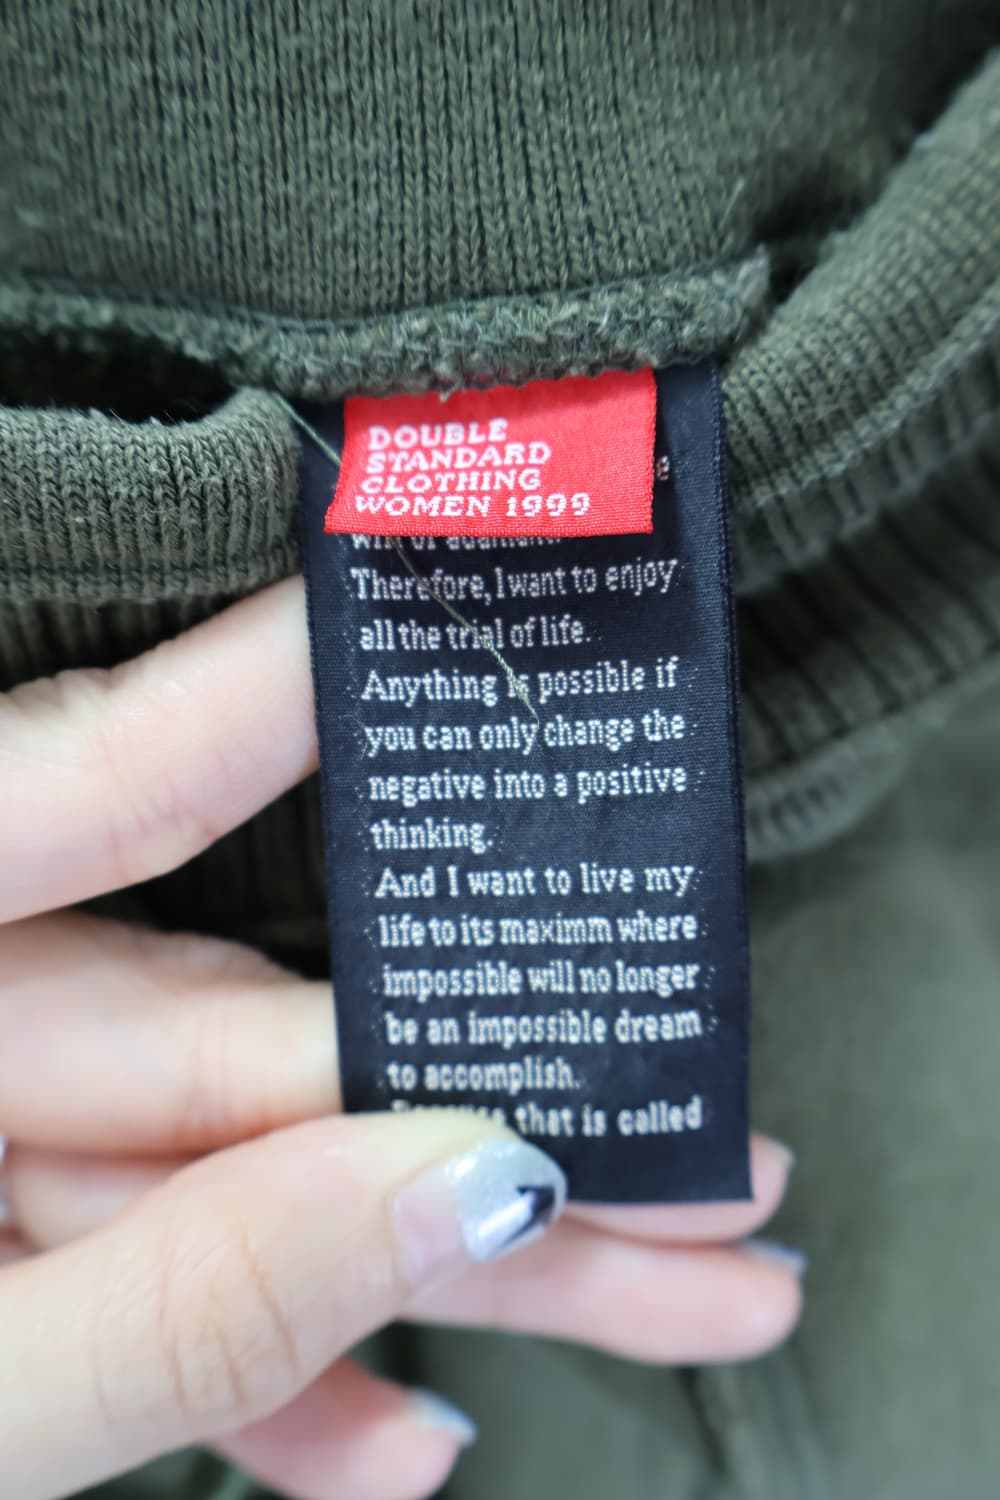 DOUBLE
STANDARD
CLOTHING
WOMEN 1999
Therefore, I want to enjoy
all the trial of life.
Anything is possible if
you can only change the
negative into a positive
thinking.
And I want to live my
life to its maximm where
impossible will no longer
be an impossible dream
to accomplish.
that is called